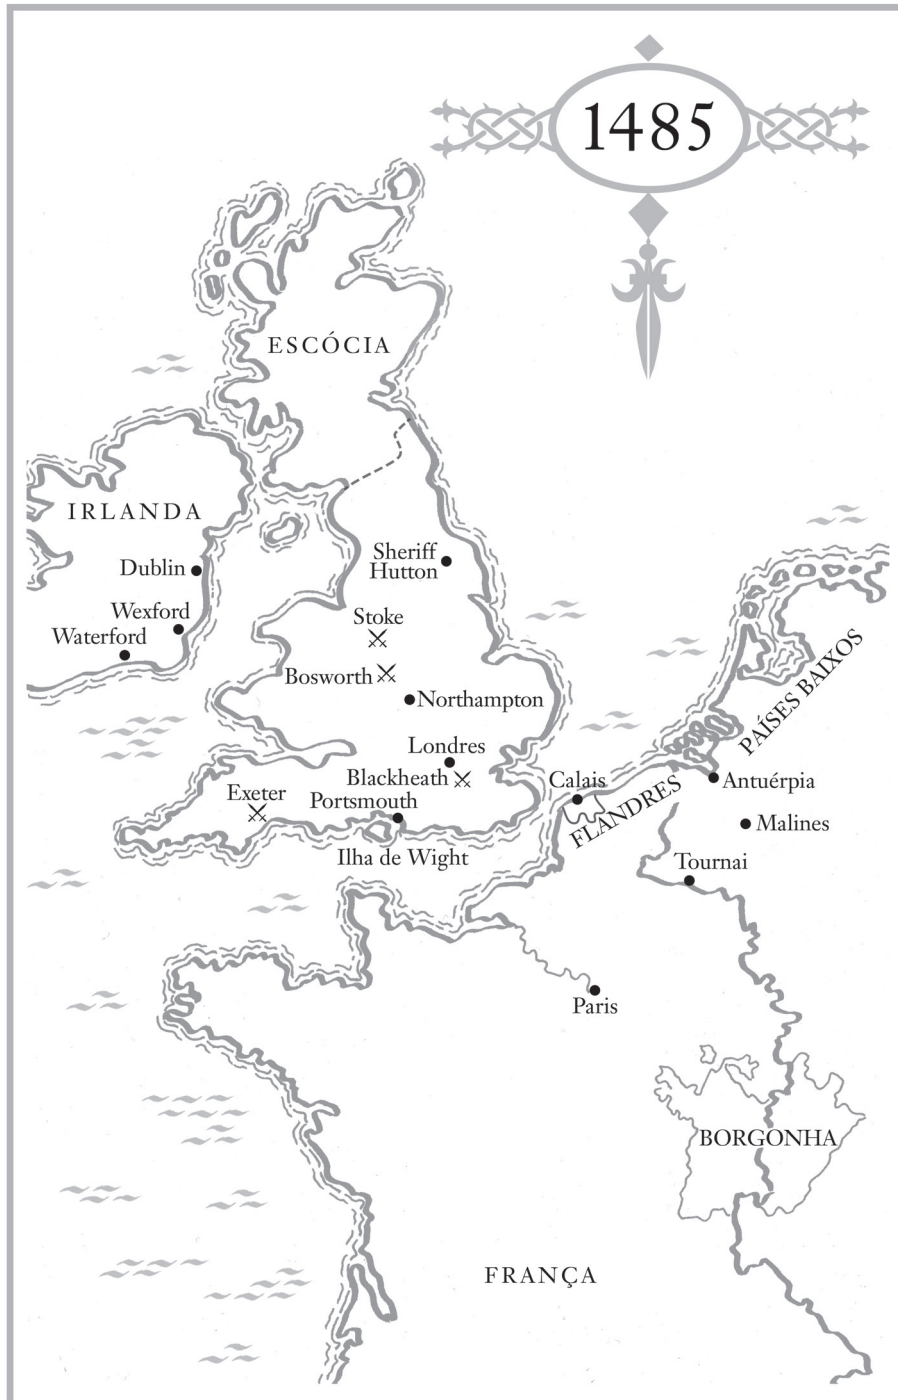 1485
ESCÓCIA
IRLANDA
Dublin
Wexford
Waterford
Sheriff
Hutton
Stoke
Bosworth
Northampton
Londres
Blackheath
Exeter
Portsmouth
Ilha de Wight
Calais
FLANDRES
PAÍSES BAIXOS
Antuérpia
Malines
Tournai
Paris
BORGONHA
FRANÇA